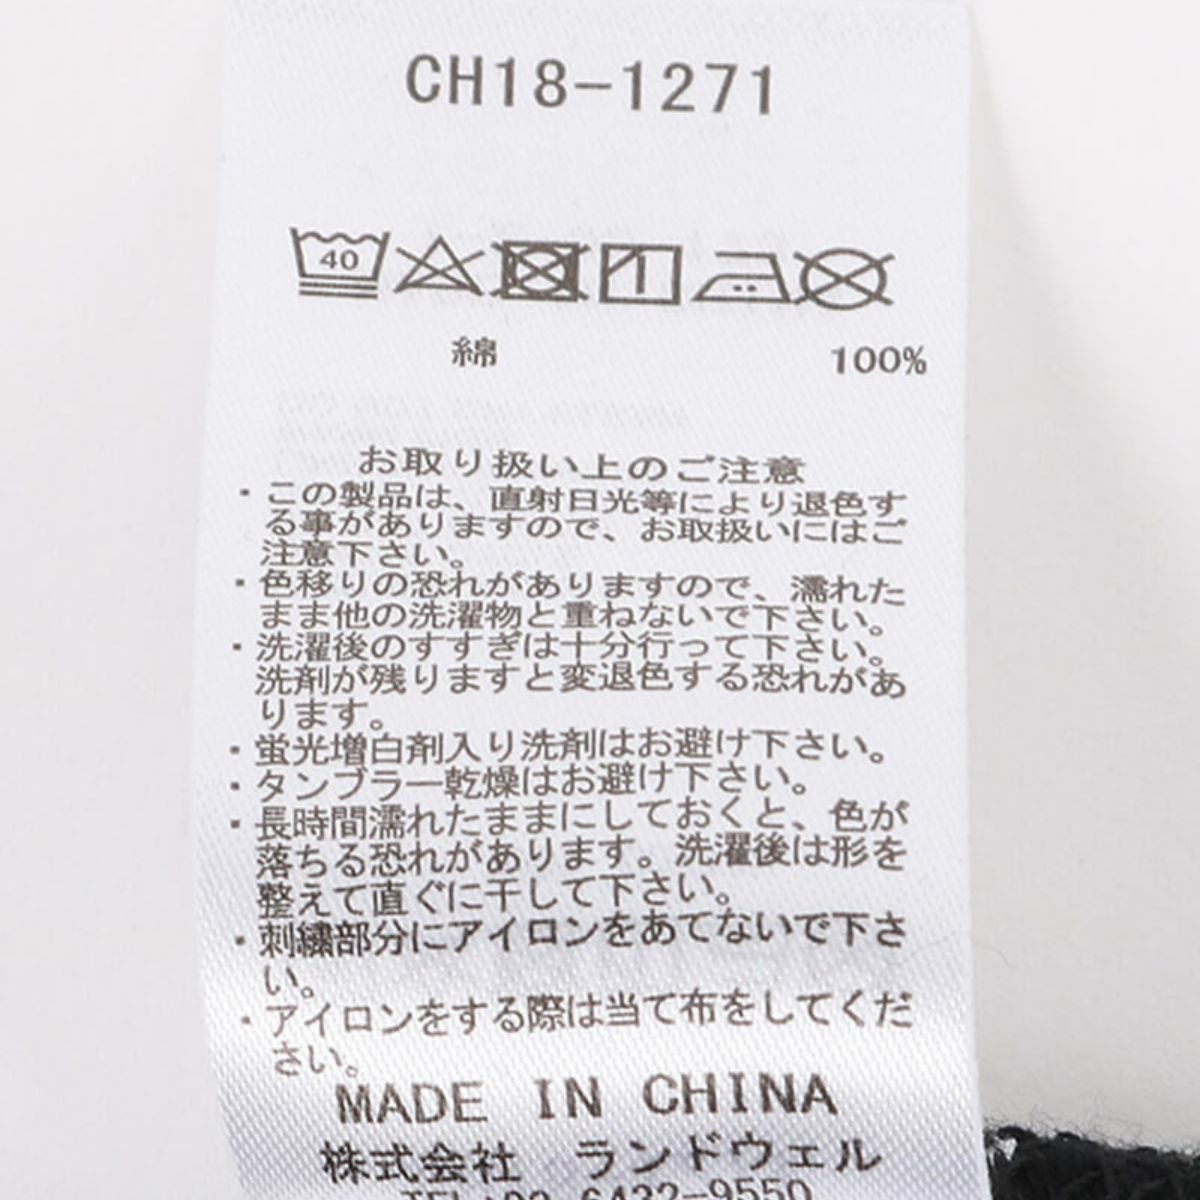 CH18-1271
40
綿 100%
お取り扱い上のご注意
・この製品は、直射日光等により退色す
る事がありますので、お取扱いにはご
注意下さい。
・色移りの恐れがありますので、濡れた
まま他の洗濯物と重ねないで下さい。
・洗濯後のすすぎは十分行って下さい。
洗剤が残りますと変退色する恐れがあ
ります。
・蛍光増白剤入り洗剤はお避け下さい。
・タンブラー乾燥はお避け下さい。
・長時間濡れたままにしておくと、色が
落ちる恐れがあります。洗濯後は形を
整えて直ぐに干して下さい。
・刺繍部分にアイロンをあてないで下さ
い。
・アイロンをする際は当て布をしてくだ
さい。
MADE IN CHINA
株式会社 ランドウェル
TEL:00-6432-9550